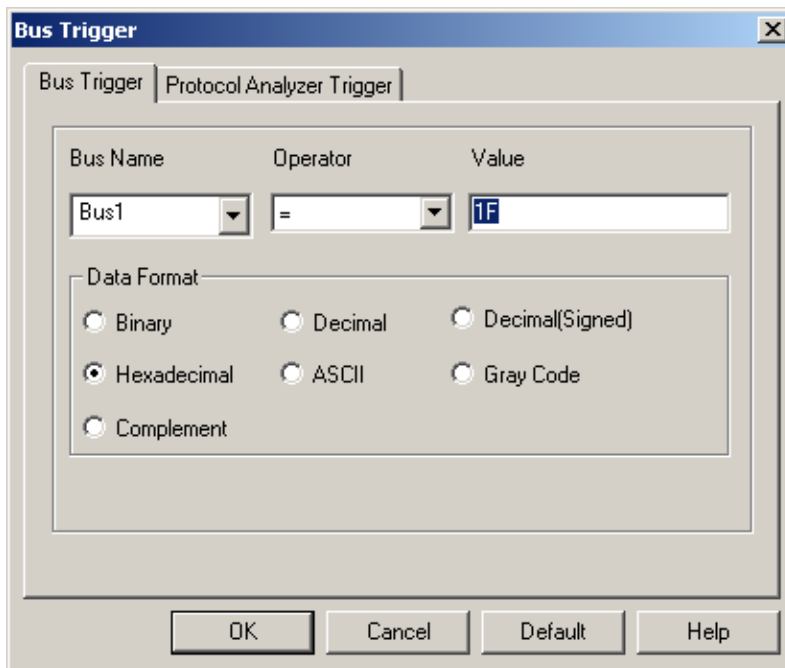 Bus Trigger
Bus Trigger Protocol Analyzer Trigger
Bus Name Operator Value
Bus1 = 1F
Data Format
Binary Decimal Decimal(Signed)
Hexadecimal ASCII Gray Code
Complement
OK Cancel Default Help